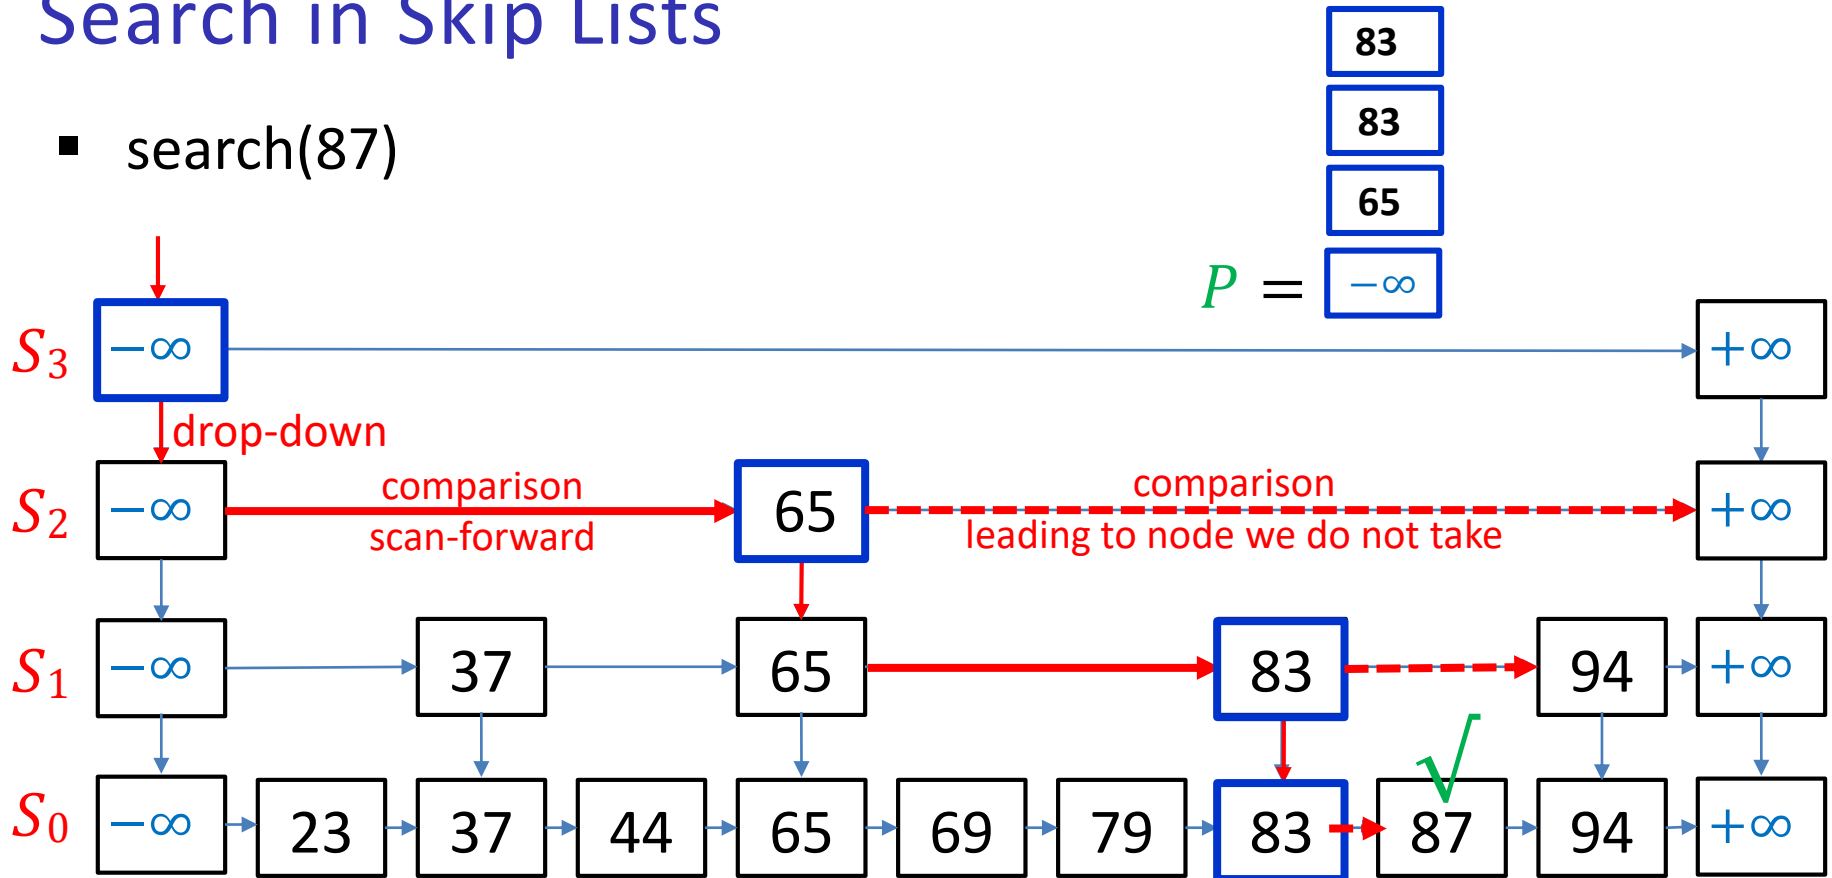 Search in Skip Lists
83
83
▪ search(87)
65
P = −∞
S₃ −∞ +∞
drop-down
comparison comparison
S₂ −∞ 65 +∞
scan-forward leading to node we do not take
S₁ −∞ 37 65 83 94 +∞
√
S₀ −∞ 23 37 44 65 69 79 83 87 94 +∞